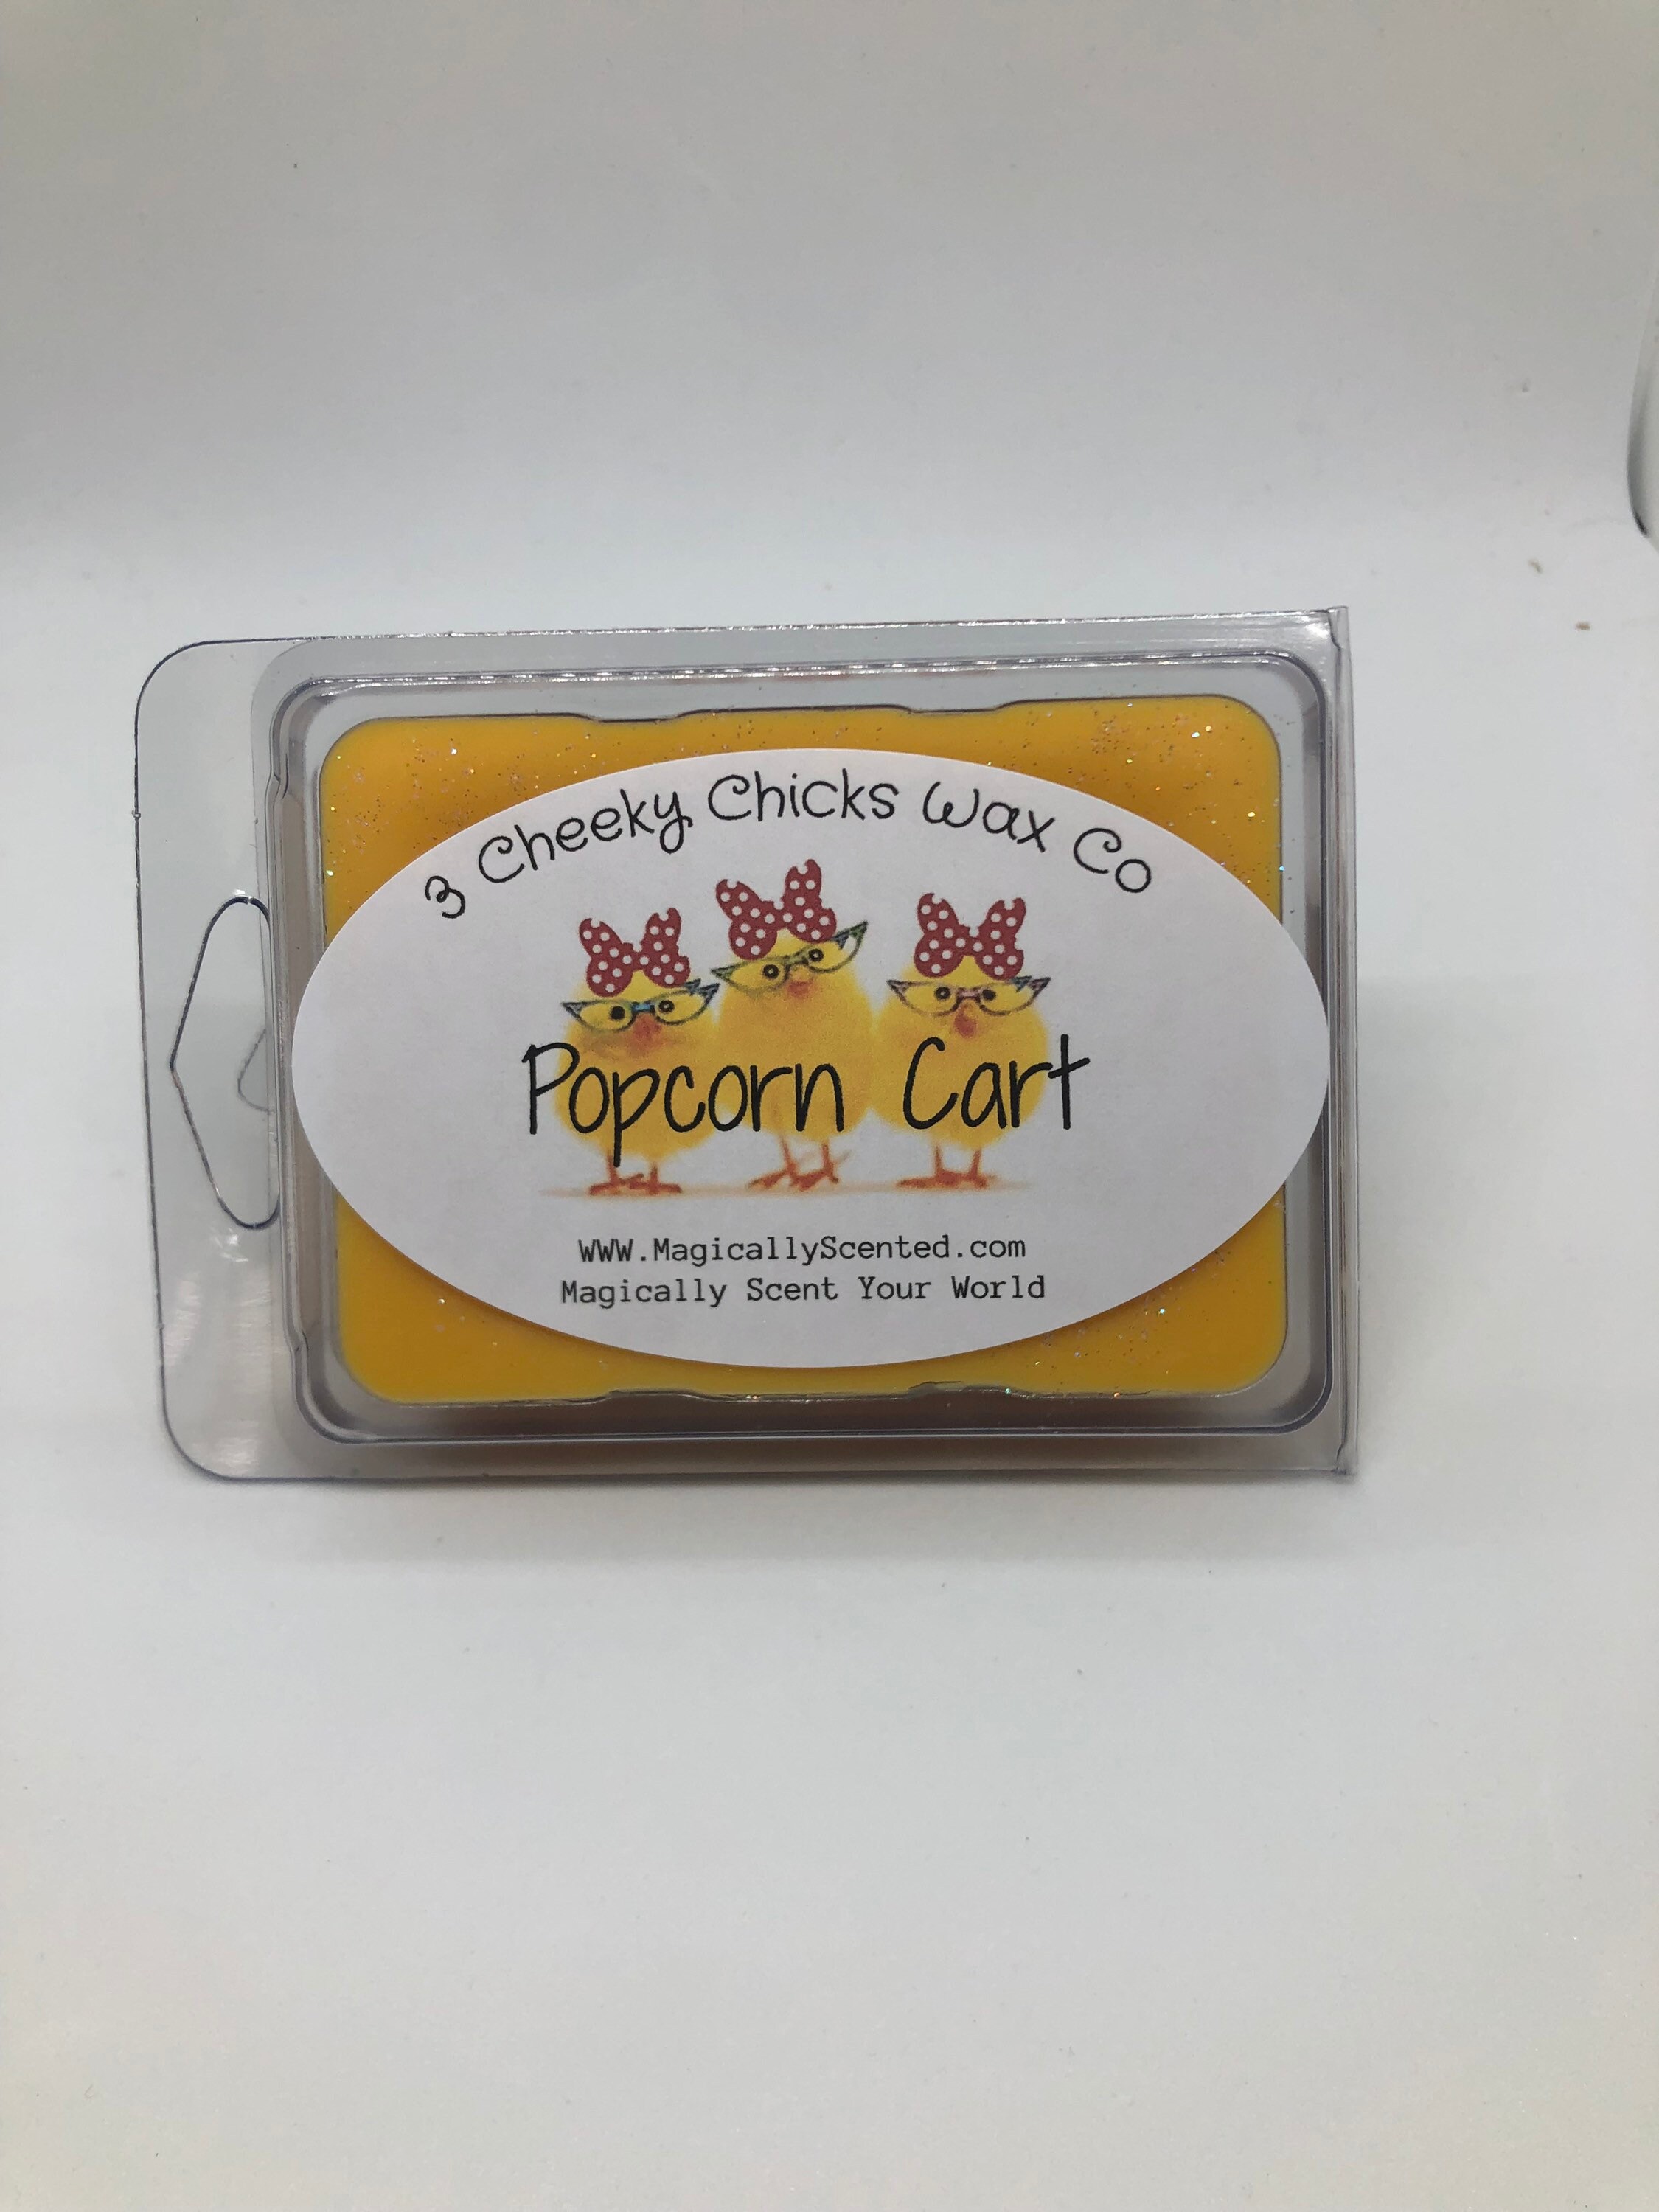 3 Cheeky Chicks Wax Co
Popcorn Cart
WWW.MagicallyScented.com
Magically Scent Your World